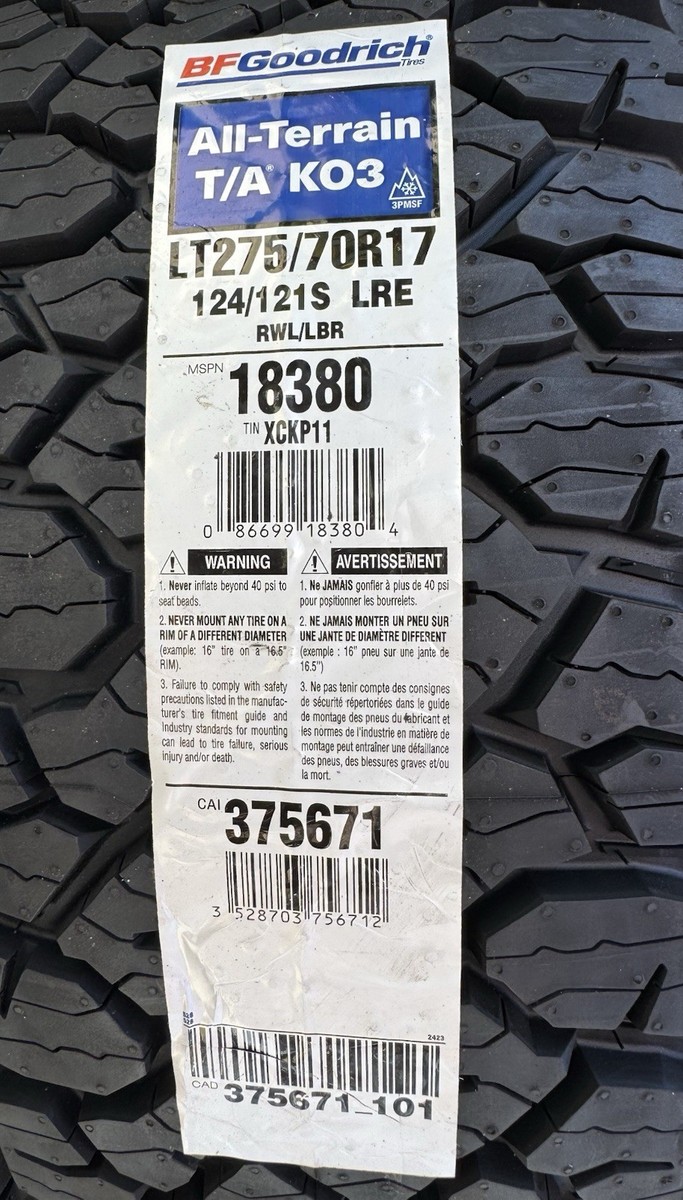 BFGoodrich®
Tires
All-Terrain
T/A® KO3
3PMSF
LT275/70R17
124/121S LRE
RWL/LBR
MSPN 18380
TIN XCKP11
0 86699 18380 4
WARNING
1. Never inflate beyond 40 psi to
seat beads.
2. NEVER MOUNT ANY TIRE ON A
RIM OF A DIFFERENT DIAMETER
(example: 16" tire on a 16.5"
RIM).
3. Failure to comply with safety
precautions listed in the manufac-
turer's tire fitment guide and
Industry standards for mounting
can lead to tire failure, serious
injury and/or death.
AVERTISSEMENT
1. Ne JAMAIS gonfler à plus de 40 psi
pour positionner les bourrelets.
2. NE JAMAIS MONTER UN PNEU SUR
UNE JANTE DE DIAMÈTRE DIFFERENT
(exemple : 16" pneu sur une jante de
16.5")
3. Ne pas tenir compte des consignes
de sécurité répertoriées dans le guide
de montage des pneus du fabricant et
les normes de l'industrie en matière de
montage peut entraîner une défaillance
des pneus, des blessures graves et/ou
la mort.
CAI 375671
3 528703 756712
2423
CAD 375671_101